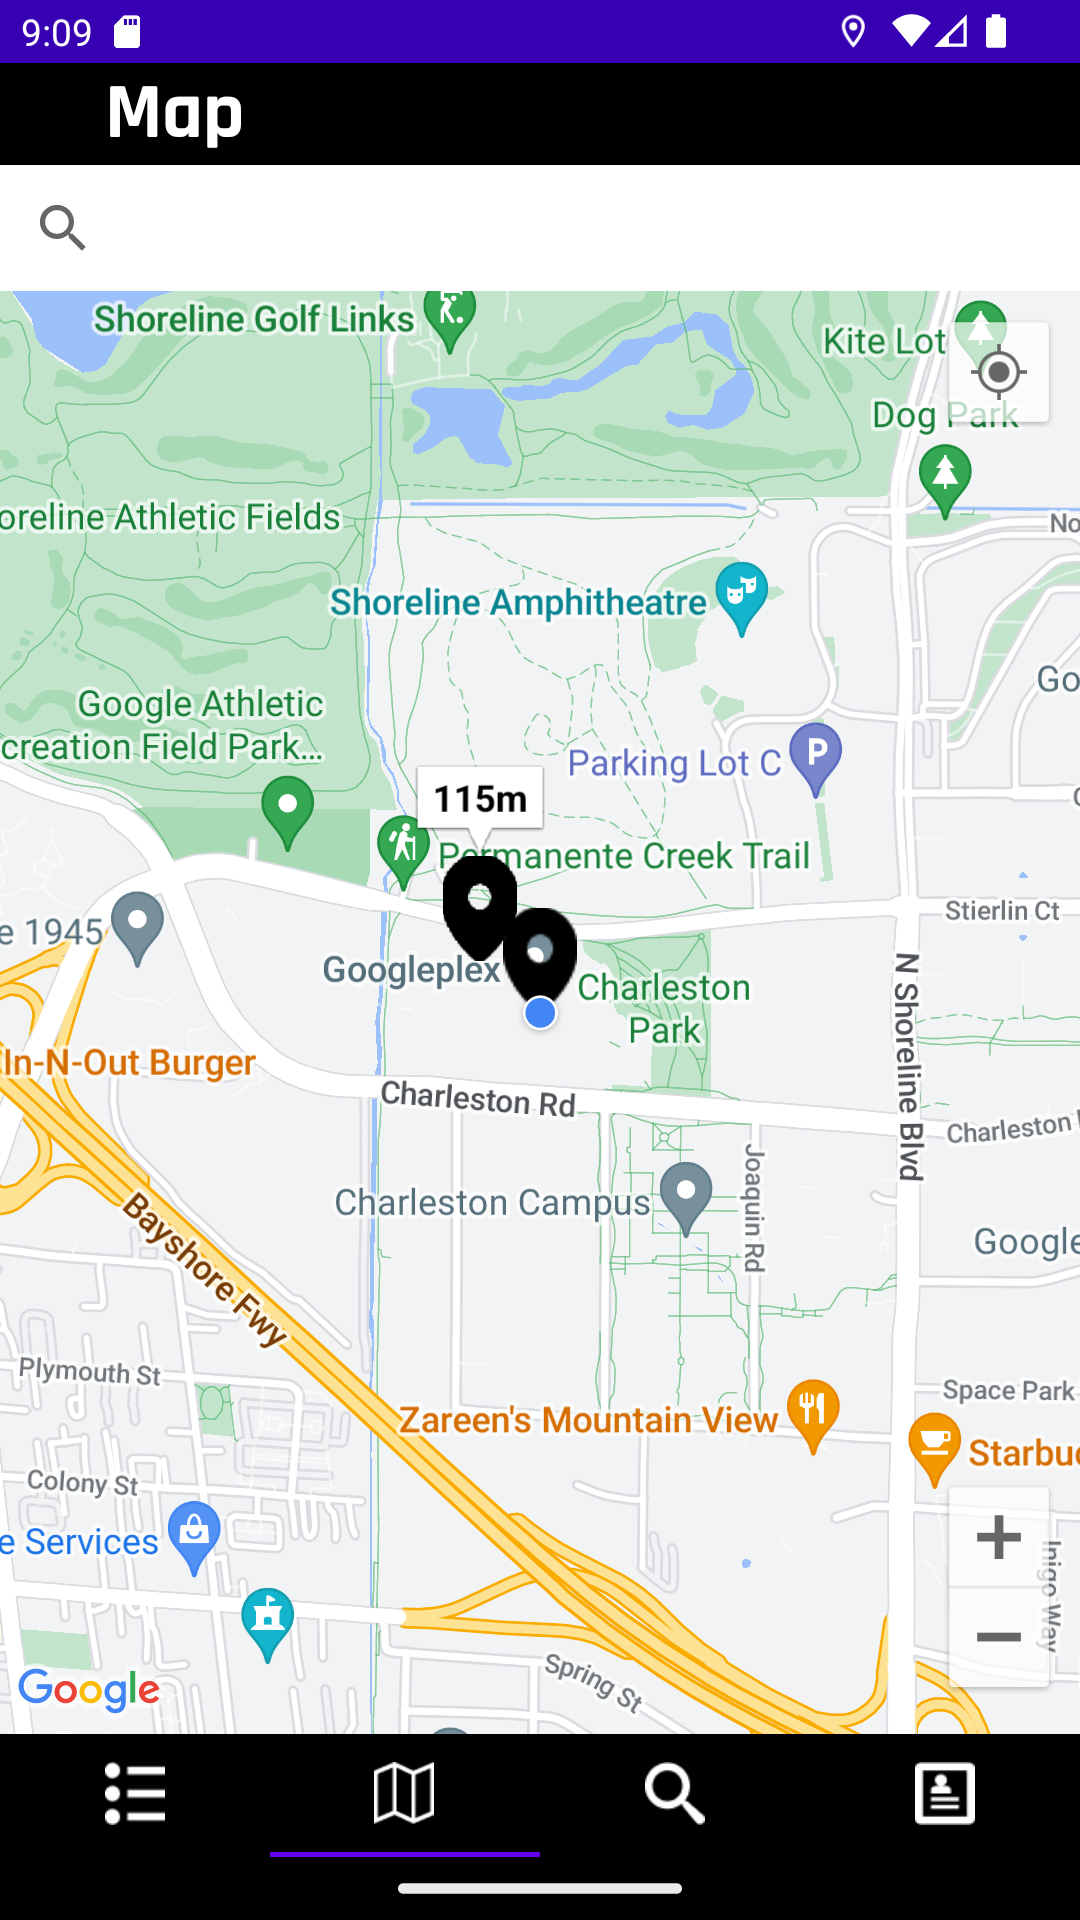 9:09
Map
Shoreline Golf Links
Kite Lot
Dog Park
oreline Athletic Fields
No
Shoreline Amphitheatre
Go
Google Athletic
creation Field Park...
Parking Lot C
P
115m
Permanente Creek Trail
Stierlin Ct
e 1945
Googleplex
Charleston
Park
N Shoreline Blvd
In-N-Out Burger
Charleston Rd
Charleston
Joaquin Rd
Charleston Campus
Google
Bayshore Fwy
Plymouth St
Space Park
Zareen's Mountain View
Starbuc
Colony St
e Services
Inigo Way
Spring St
Google